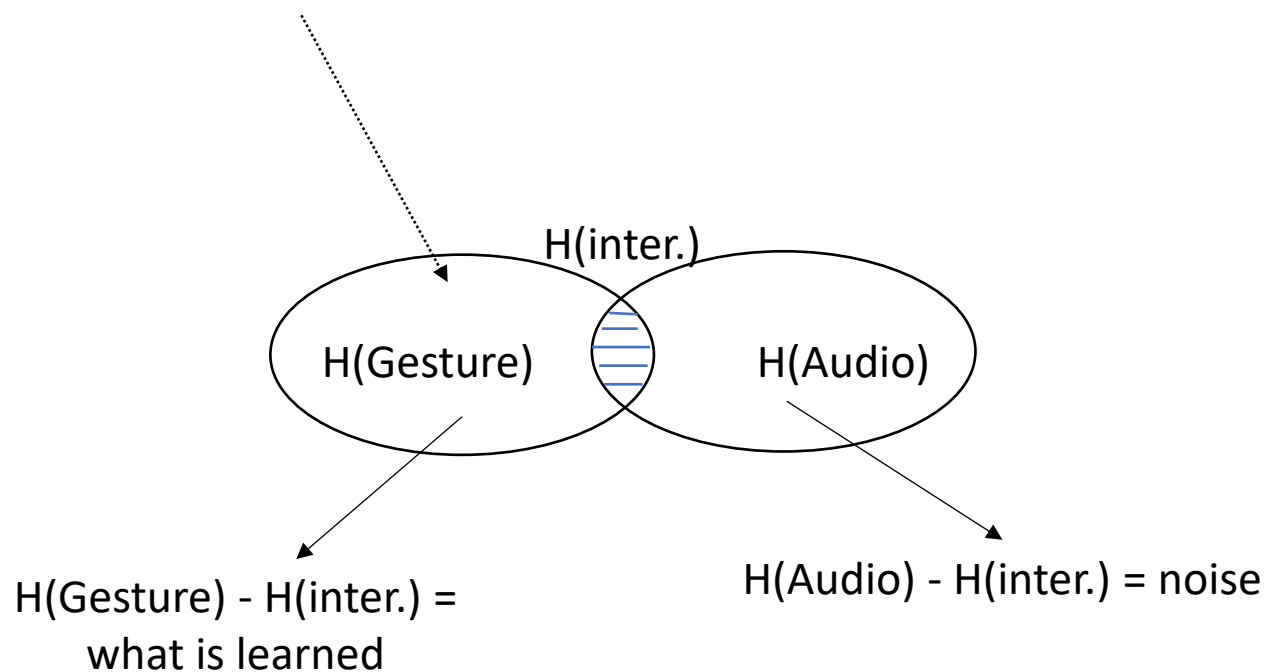 H(inter.)
H(Gesture)
H(Audio)
H(Gesture) - H(inter.) =
what is learned
H(Audio) - H(inter.) = noise